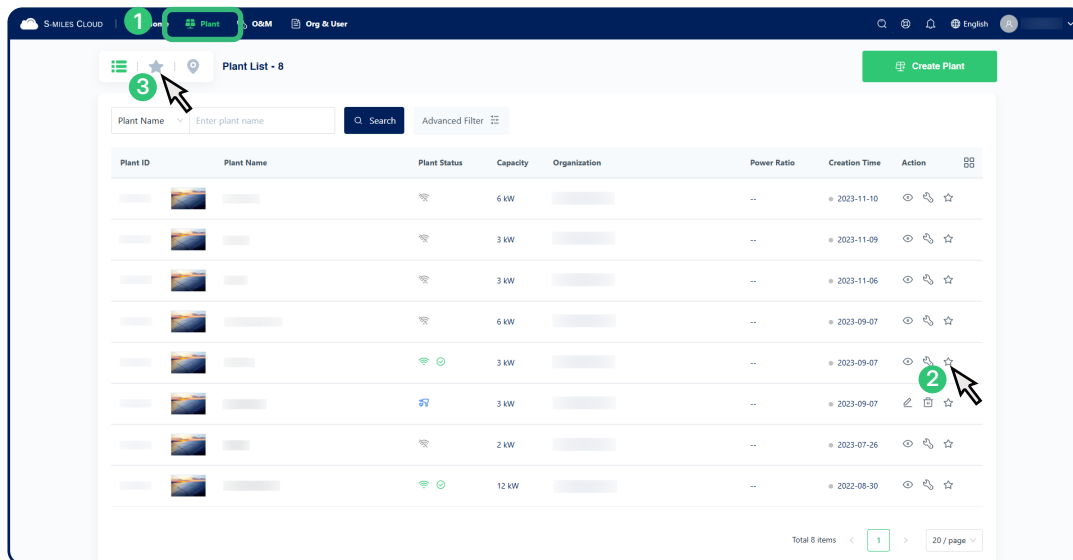 S-MILES CLOUD | 1 Home Plant O&M Org & User English
3
Plant List - 8
Create Plant
Plant Name Enter plant name Search Advanced Filter
Plant ID Plant Name Plant Status Capacity Organization Power Ratio Creation Time Action
6 kW -- 2023-11-10
3 kW -- 2023-11-09
3 kW -- 2023-11-06
6 kW -- 2023-09-07
3 kW -- 2023-09-07
2
3 kW -- 2023-09-07
2 kW -- 2023-07-26
12 kW -- 2022-08-30
Total 8 items < 1 > 20 / page